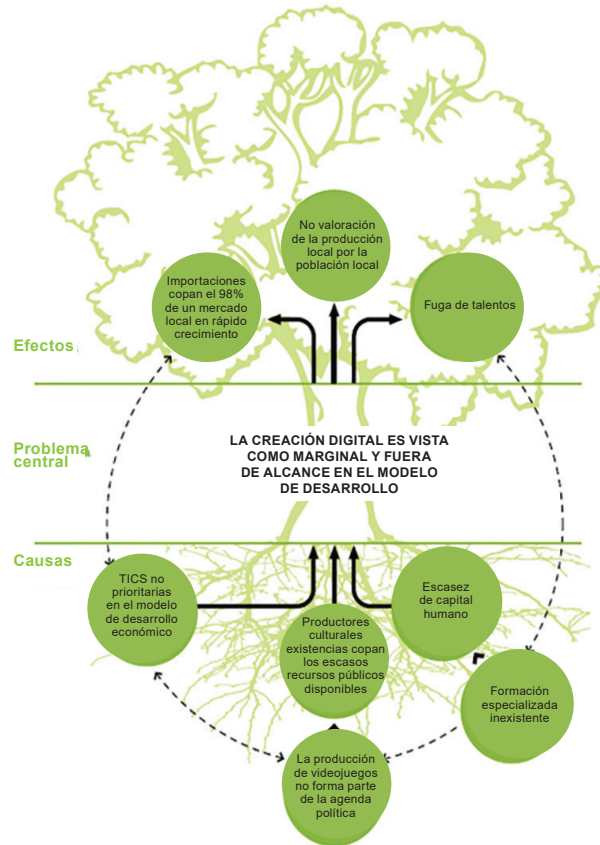 No valoración
de la producción
local por la
población local
Importaciones
copan el 98%
de un mercado
local en rápido
crecimiento
Fuga de talentos
Efectos
LA CREACIÓN DIGITAL ES VISTA
COMO MARGINAL Y FUERA
DE ALCANCE EN EL MODELO
DE DESARROLLO
Problema
central
Causas
TICS no
prioritarias
en el modelo
de desarrollo
económico
Productores
culturales
existencias copan
los escasos
recursos públicos
disponibles
Escasez
de capital
humano
Formación
especializada
inexistente
La producción
de videojuegos
no forma parte
de la agenda
política